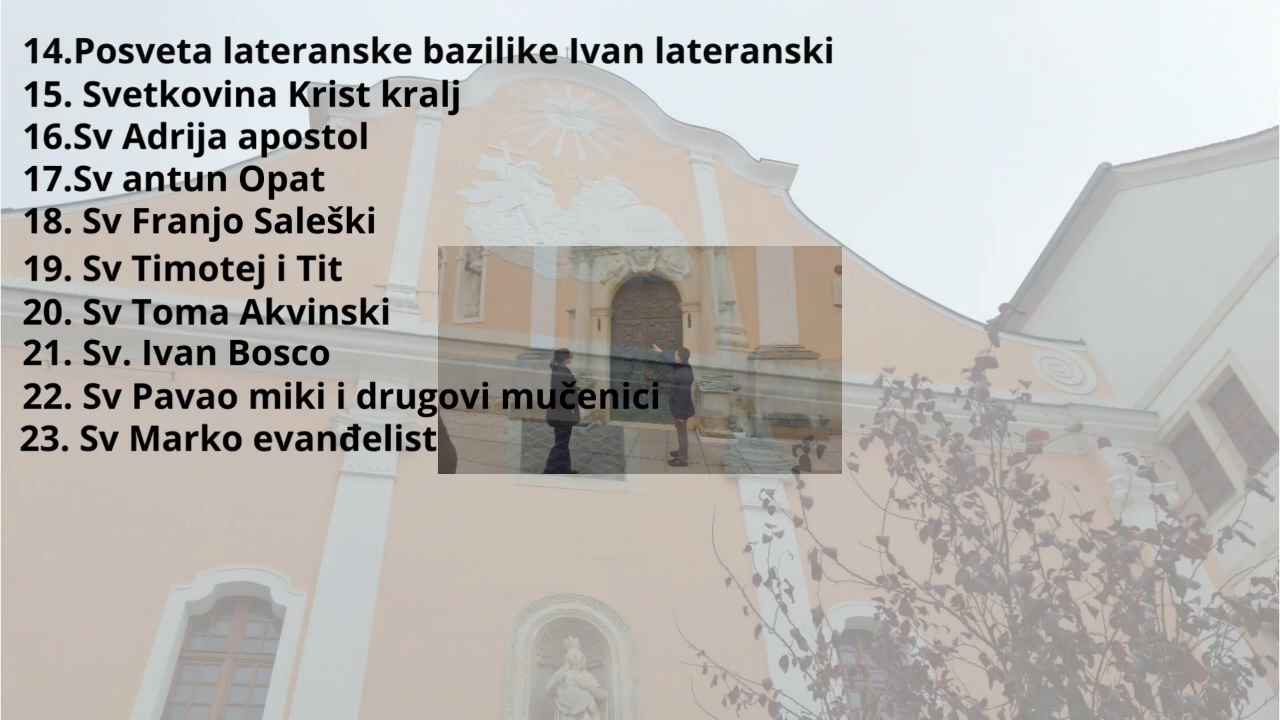 14.Posveta lateranske bazilike Ivan lateranski
15. Svetkovina Krist kralj
16.Sv Adrija apostol
17.Sv antun Opat
18. Sv Franjo Saleški
19. Sv Timotej i Tit
20. Sv Toma Akvinski
21. Sv. Ivan Bosco
22. Sv Pavao miki i drugovi mučenici
23. Sv Marko evanđelist